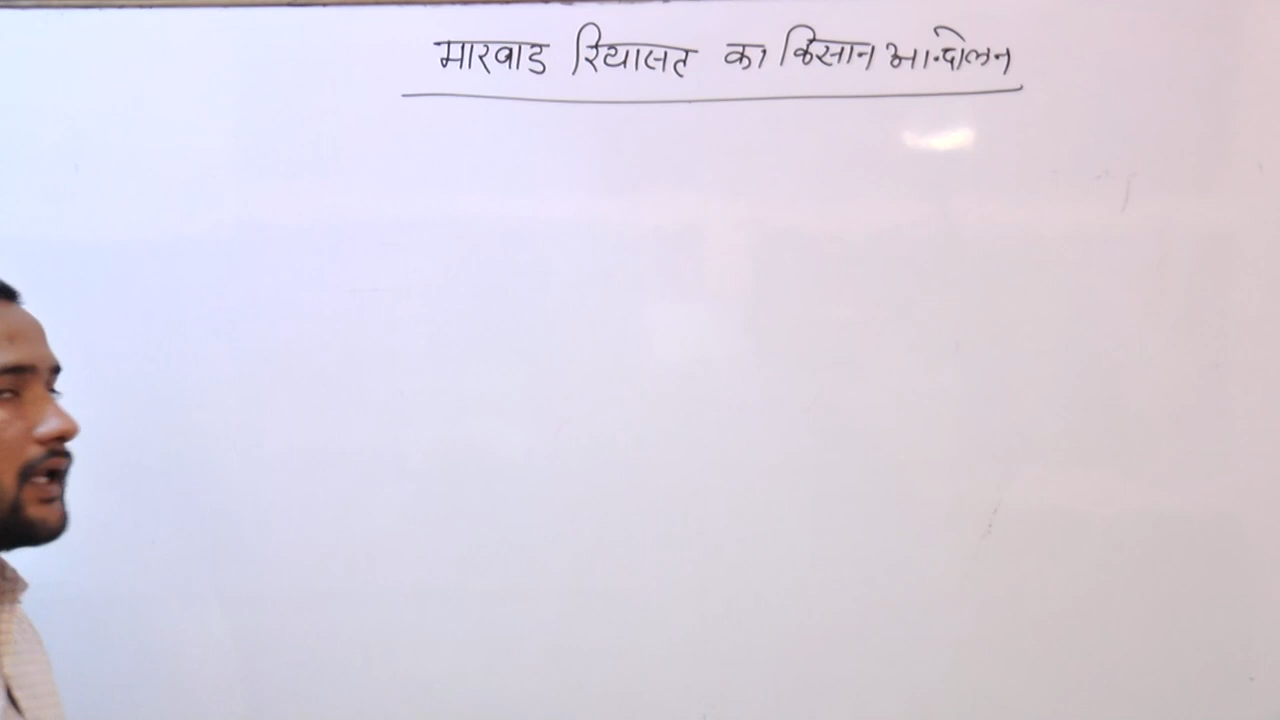 मारवाड रियासत का किसान आन्दोलन